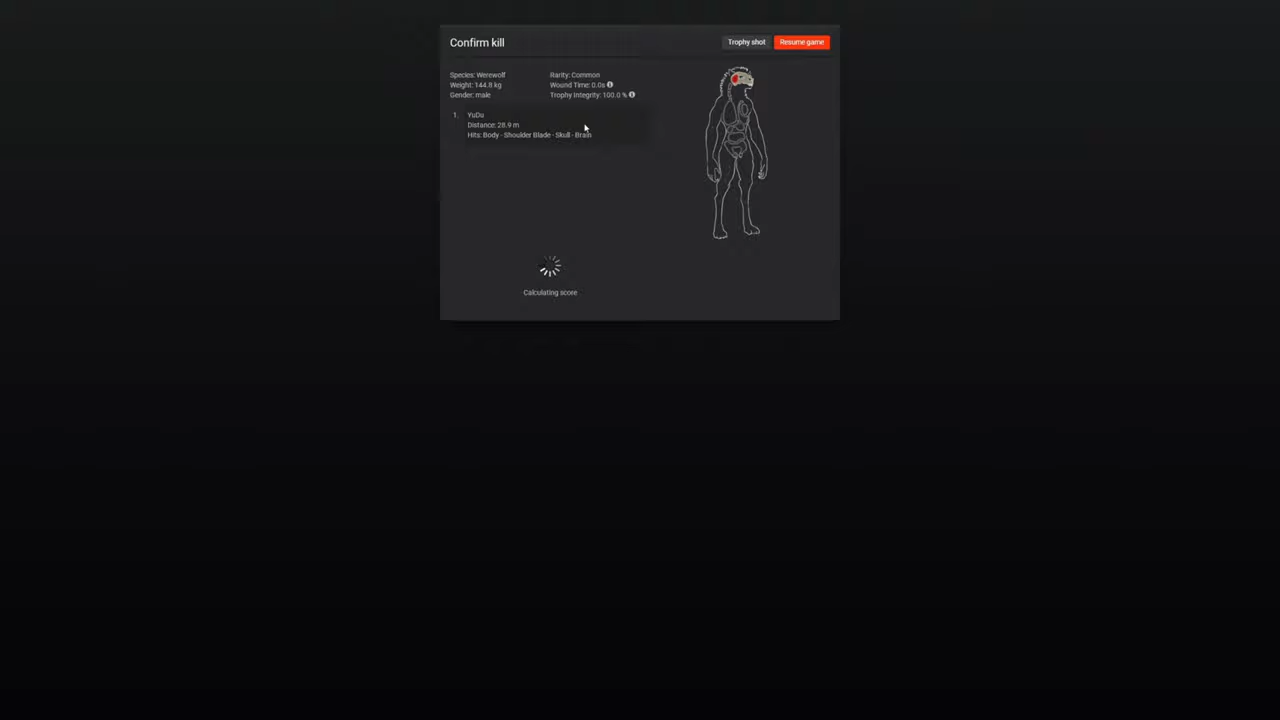 Confirm kill
Trophy shot
Resume game
Species: Werewolf
Weight: 144.8 kg
Gender: male
Rarity: Common
Wound Time: 0.0s
Trophy Integrity: 100.0 %
1. YuDu
Distance: 28.9 m
Hits: Body - Shoulder Blade - Skull - Brain
Calculating score